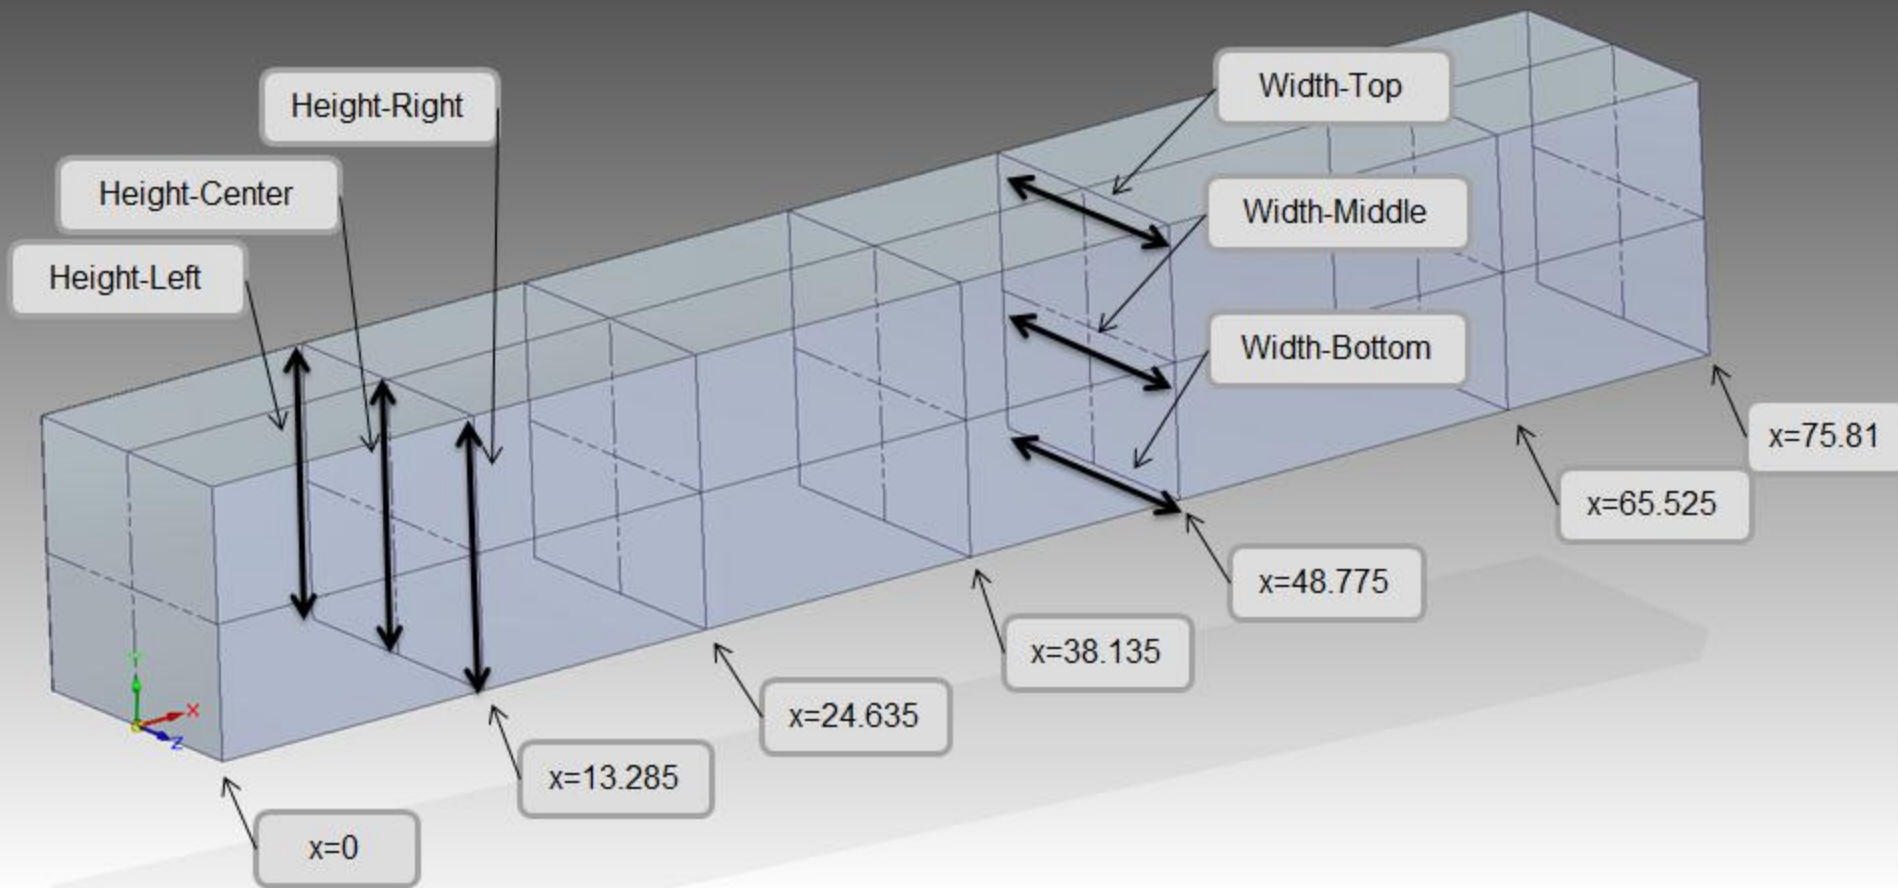 Height-Right
Width-Top
Height-Center
Width-Middle
Height-Left
Width-Bottom
x=75.81
x=65.525
x=48.775
x=38.135
x=24.635
x=13.285
x=0
Y
X
Z